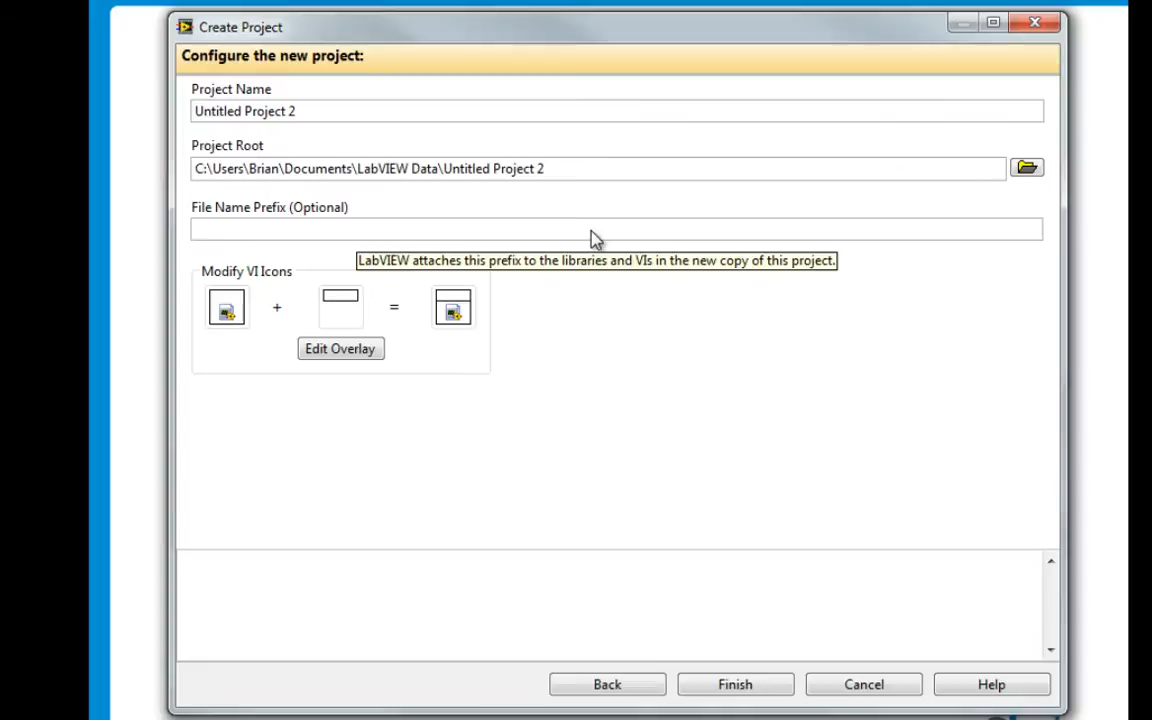 Create Project
Configure the new project:
Project Name
Untitled Project 2
Project Root
C:\Users\Brian\Documents\LabVIEW Data\Untitled Project 2
File Name Prefix (Optional)
LabVIEW attaches this prefix to the libraries and VIs in the new copy of this project.
Modify VI Icons
+ =
Edit Overlay
Back Finish Cancel Help